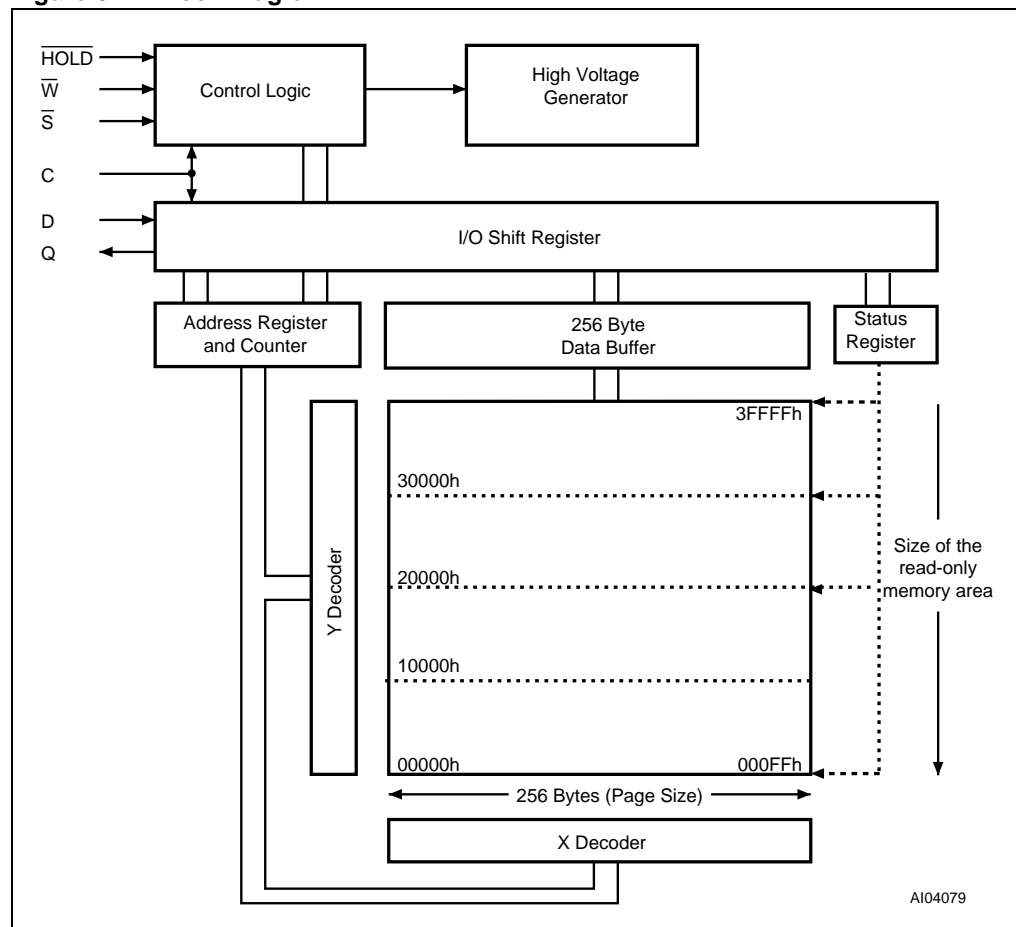 HOLD
W
S
C
D
Q
Control Logic
High Voltage
Generator
I/O Shift Register
Address Register
and Counter
256 Byte
Data Buffer
Status
Register
3FFFFh
30000h
20000h
10000h
00000h
000FFh
Y Decoder
Size of the
read-only
memory area
256 Bytes (Page Size)
X Decoder
AI04079